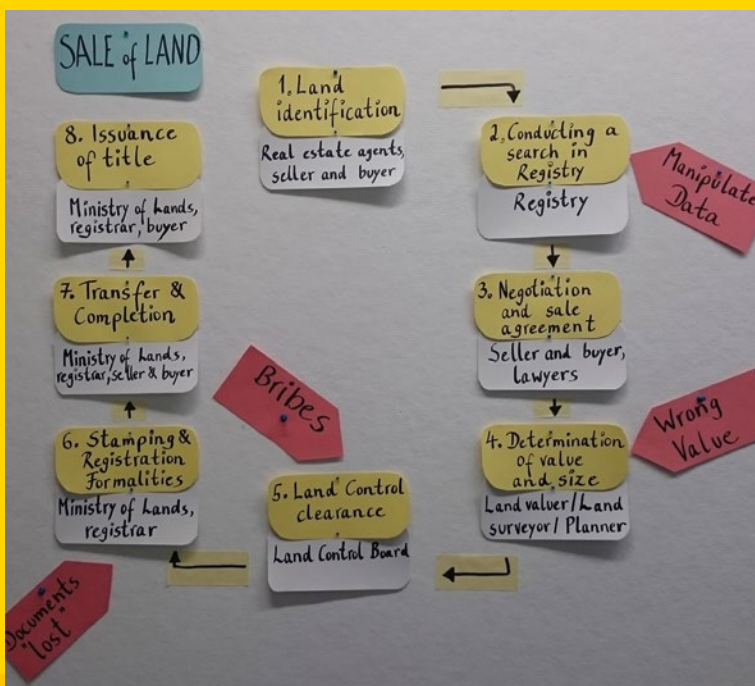 SALE of LAND
1. Land
identification
Real estate agents,
seller and buyer
2. Conducting a
search in
Registry
Registry
Manipulate
Data
3. Negotiation
and sale
agreement
Seller and buyer,
lawyers
4. Determination
of value
and size
Land valuer/Land
surveyor/Planner
Wrong
Value
5. Land Control
clearance
Land Control Board
Bribes
6. Stamping &
Registration
Formalities
Ministry of Lands,
registrar
Documents
"lost"
7. Transfer &
Completion
Ministry of Lands,
registrar, seller & buyer
8. Issuance
of title
Ministry of Lands,
registrar, buyer